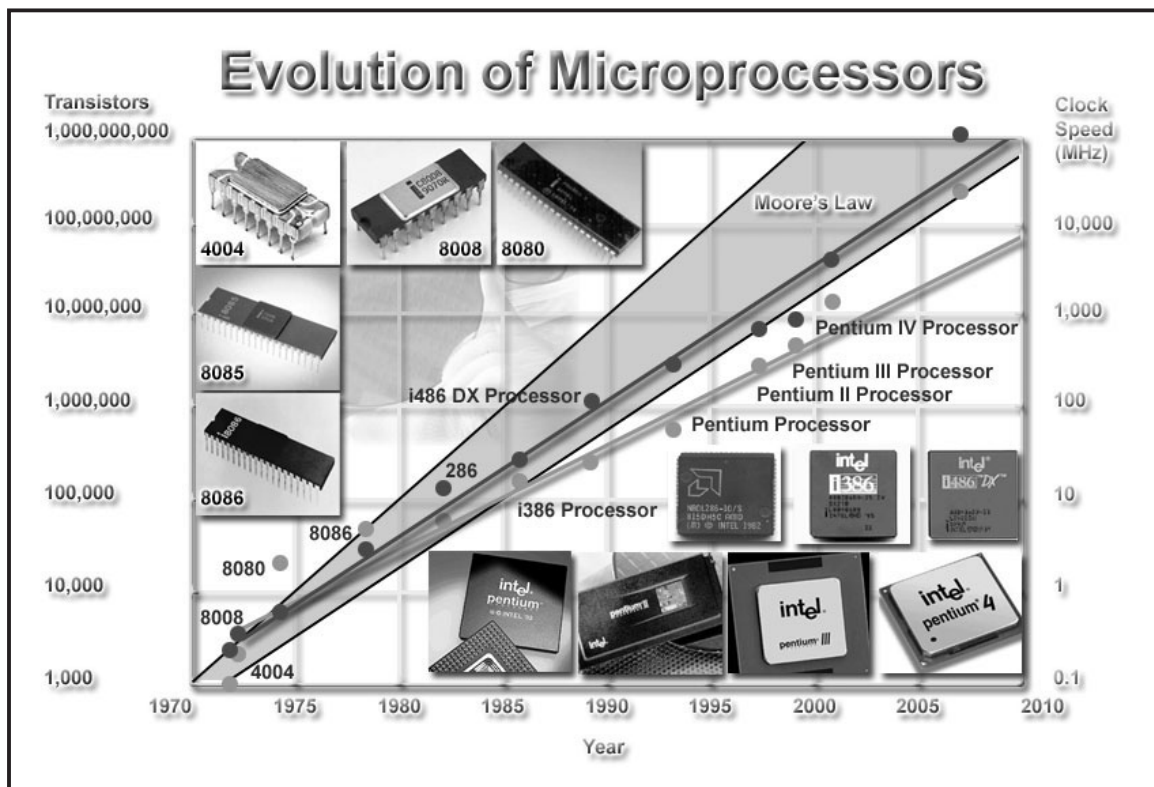 Evolution of Microprocessors
Transistors
1,000,000,000
100,000,000
10,000,000
1,000,000
100,000
10,000
1,000
Clock
Speed
(MHz)
10,000
1,000
100
10
1
0.1
4004
8008
8080
8085
8086
Moore's Law
i486 DX Processor
286
8086
8080
8008
4004
i386 Processor
Pentium IV Processor
Pentium III Processor
Pentium II Processor
Pentium Processor
intel
i386
intel
i486 DX™
intel
pentium
intel
pentium II
intel
pentium III
intel
pentium 4
1970
1975
1980
1985
1990
1995
2000
2005
2010
Year